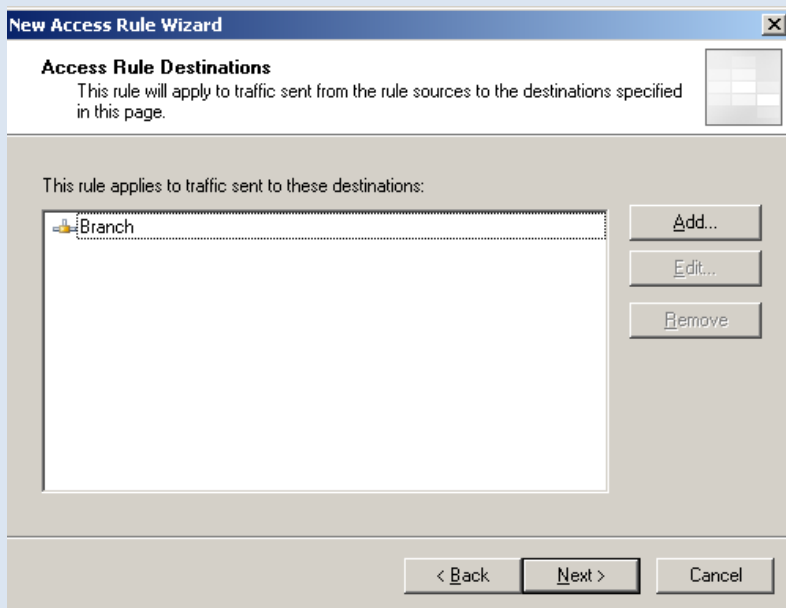 New Access Rule Wizard
Access Rule Destinations
This rule will apply to traffic sent from the rule sources to the destinations specified
in this page.
This rule applies to traffic sent to these destinations:
Branch
Add...
Edit...
Remove
< Back
Next >
Cancel